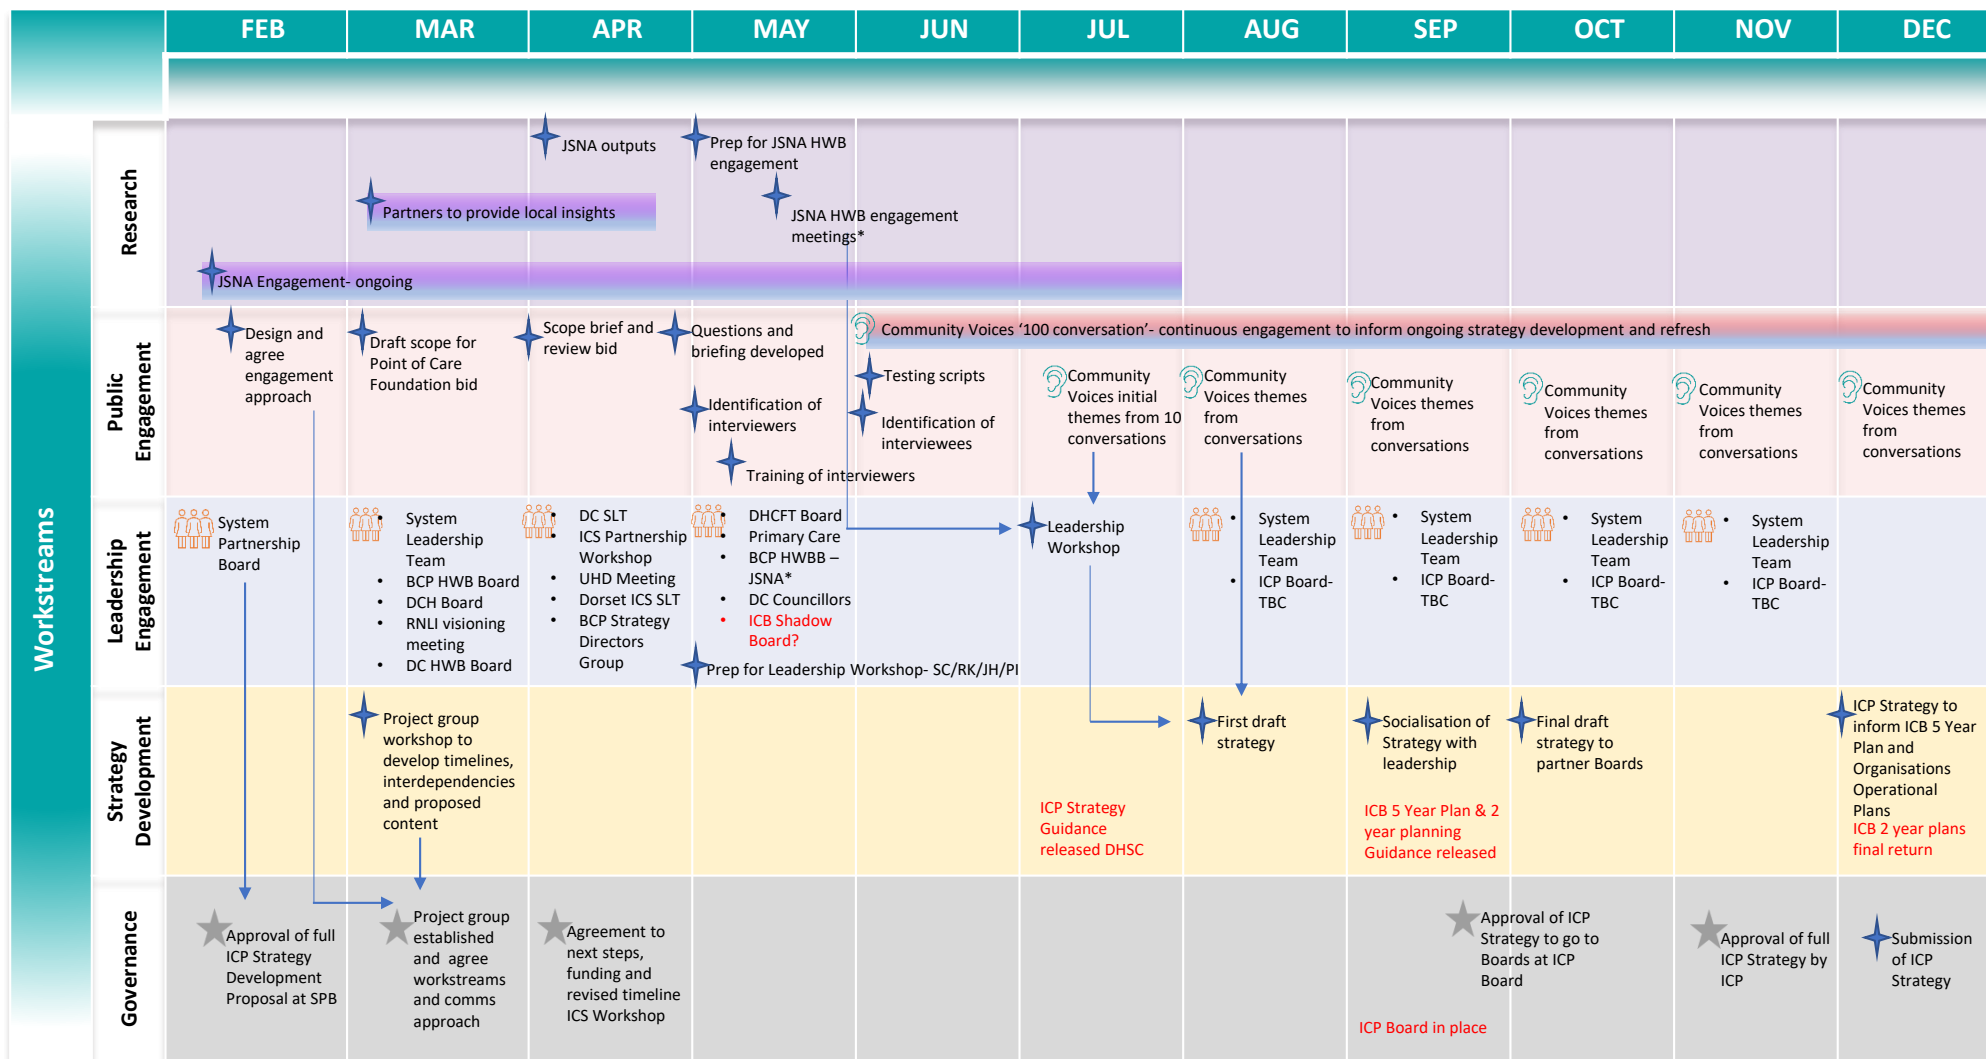 FEB
MAR
APR
MAY
JUN
JUL
AUG
SEP
OCT
NOV
DEC
Workstreams
Research
JSNA outputs
Prep for JSNA HWB
engagement
Partners to provide local insights
JSNA HWB engagement
meetings*
JSNA Engagement- ongoing
Public
Engagement
Design and
agree
engagement
approach
Draft scope for
Point of Care
Foundation bid
Scope brief and
review bid
Questions and
briefing developed
Identification of
interviewers
Training of interviewers
Community Voices ‘100 conversation’- continuous engagement to inform ongoing strategy development and refresh
Testing scripts
Identification of
interviewees
Community
Voices initial
themes from 10
conversations
Community
Voices themes
from
conversations
Community
Voices themes
from
conversations
Community
Voices themes
from
conversations
Community
Voices themes
from
conversations
Community
Voices themes
from
conversations
Leadership
Engagement
System
Partnership
Board
• System
Leadership
Team
• BCP HWB Board
• DCH Board
• RNLI visioning
meeting
• DC HWB Board
• DC SLT
• ICS Partnership
Workshop
• UHD Meeting
• Dorset ICS SLT
• BCP Strategy
Directors
Group
• DHCFT Board
• Primary Care
• BCP HWBB –
JSNA*
• DC Councillors
• ICB Shadow
Board?
Prep for Leadership Workshop- SC/RK/JH/PI
Leadership
Workshop
• System
Leadership
Team
• ICP Board-
TBC
• System
Leadership
Team
• ICP Board-
TBC
• System
Leadership
Team
• ICP Board-
TBC
• System
Leadership
Team
• ICP Board-
TBC
Strategy
Development
Project group
workshop to
develop timelines,
interdependencies
and proposed
content
ICP Strategy
Guidance
released DHSC
First draft
strategy
Socialisation of
Strategy with
leadership
ICB 5 Year Plan & 2
year planning
Guidance released
Final draft
strategy to
partner Boards
ICP Strategy to
inform ICB 5 Year
Plan and
Organisations
Operational
Plans
ICB 2 year plans
final return
Governance
Approval of full
ICP Strategy
Development
Proposal at SPB
Project group
established
and agree
workstreams
and comms
approach
Agreement to
next steps,
funding and
revised timeline
ICS Workshop
Approval of ICP
Strategy to go to
Boards at ICP
Board
ICP Board in place
Approval of full
ICP Strategy by
ICP
Submission
of ICP
Strategy